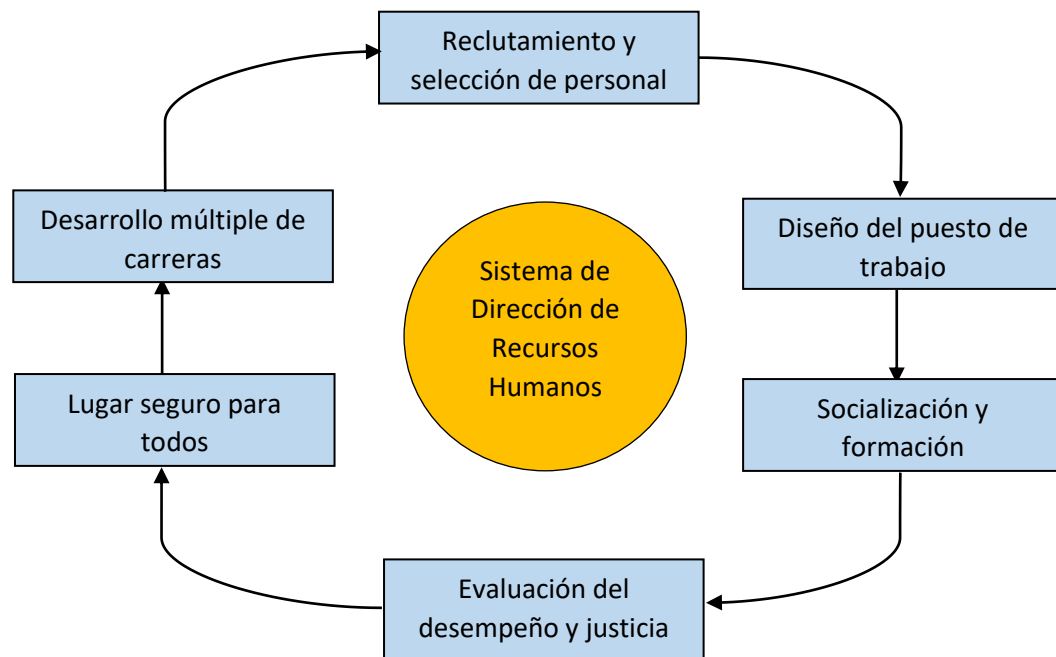 Reclutamiento y
selección de personal
Desarrollo múltiple de
carreras
Sistema de
Dirección de
Recursos
Humanos
Diseño del puesto de
trabajo
Lugar seguro para
todos
Socialización y
formación
Evaluación del
desempeño y justicia